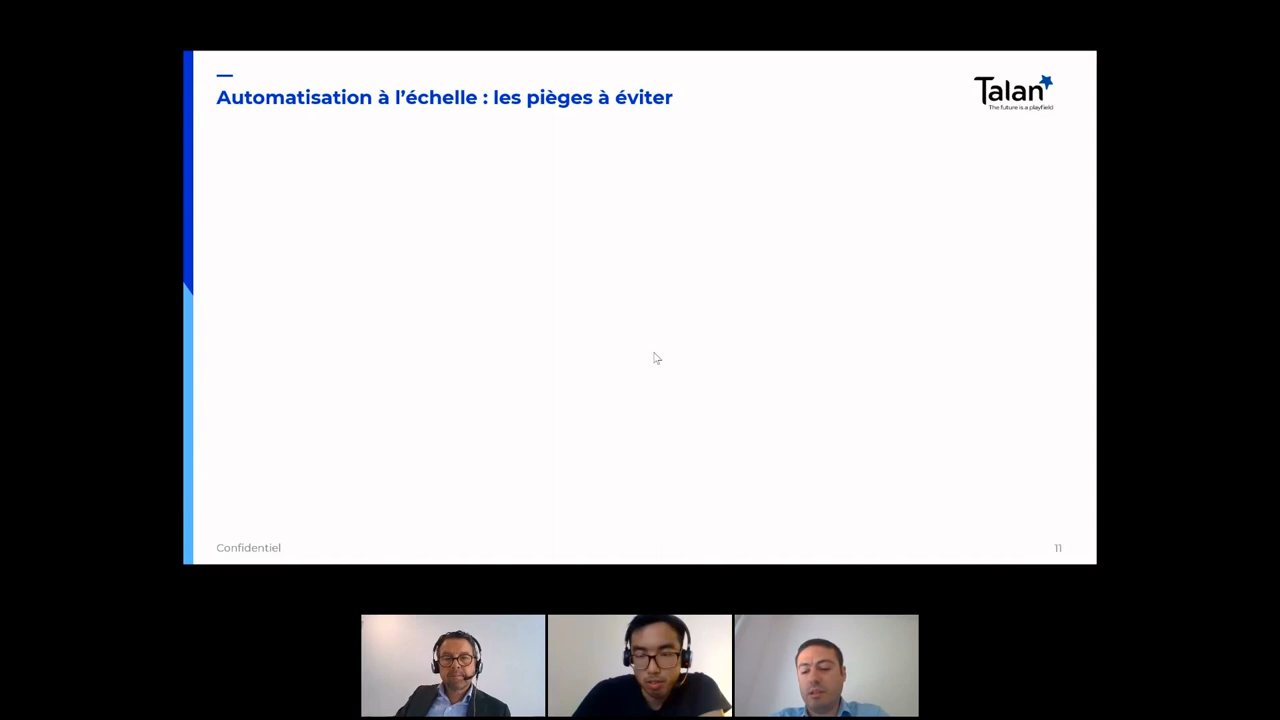 Automatisation à l’échelle : les pièges à éviter
Talan
The future is a playfield
Confidentiel
11